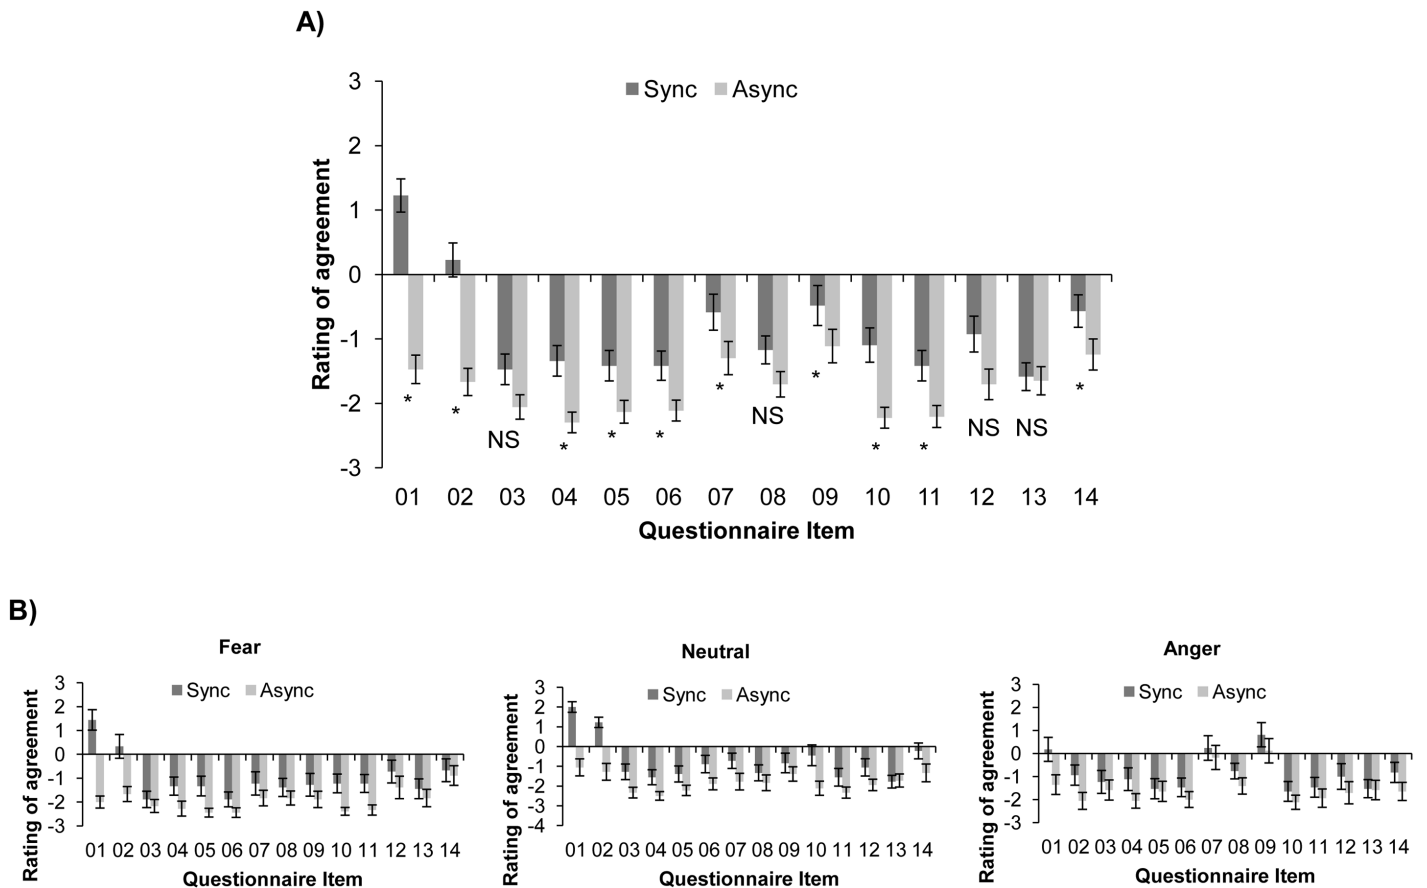 A)
Sync Async
3
2
1
0
-1
-2
-3
Rating of agreement
* * NS * * * * NS * * * NS NS *
01 02 03 04 05 06 07 08 09 10 11 12 13 14
Questionnaire Item
B)
Fear
Sync Async
3
2
1
0
-1
-2
-3
Rating of agreement
01 02 03 04 05 06 07 08 09 10 11 12 13 14
Questionnaire Item
Neutral
Sync Async
3
2
1
0
-1
-2
-3
-4
Rating of agreement
01 02 03 04 05 06 07 08 09 10 11 12 13 14
Questionnaire Item
Anger
Sync Async
3
2
1
0
-1
-2
-3
Rating of agreement
01 02 03 04 05 06 07 08 09 10 11 12 13 14
Questionnaire Item